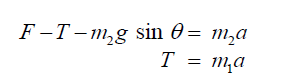 F − T − m₂g sin θ = m₂a
T = m₁a